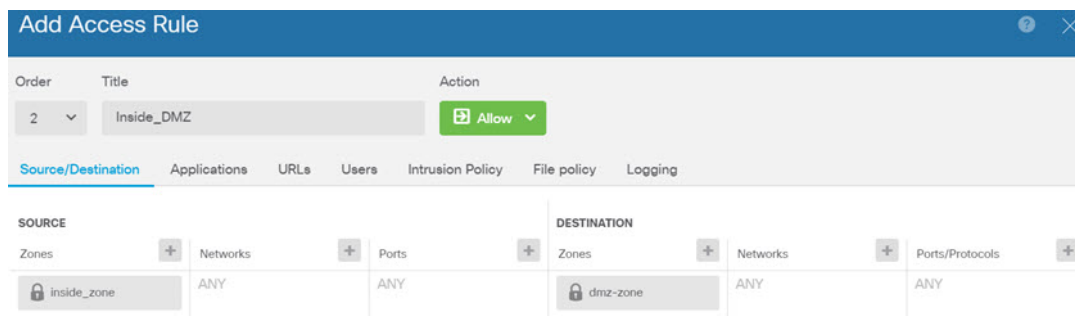 Add Access Rule
Order Title Action
2 Inside_DMZ Allow
Source/Destination Applications URLs Users Intrusion Policy File policy Logging
SOURCE DESTINATION
Zones Networks Ports Zones Networks Ports/Protocols
inside_zone ANY ANY dmz-zone ANY ANY